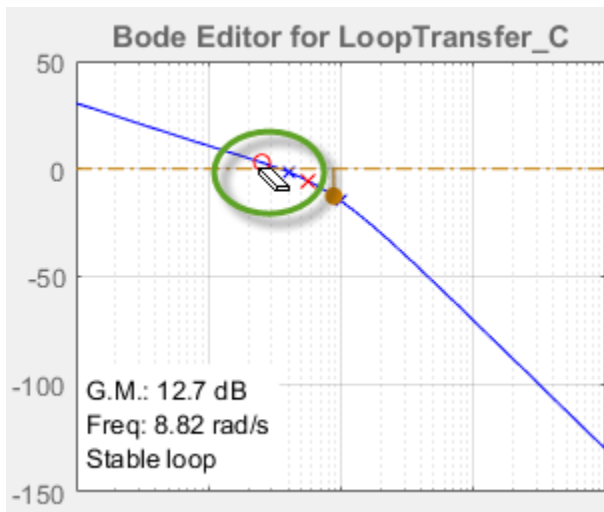 Bode Editor for LoopTransfer_C
50
0
-50
-100
-150
G.M.: 12.7 dB
Freq: 8.82 rad/s
Stable loop